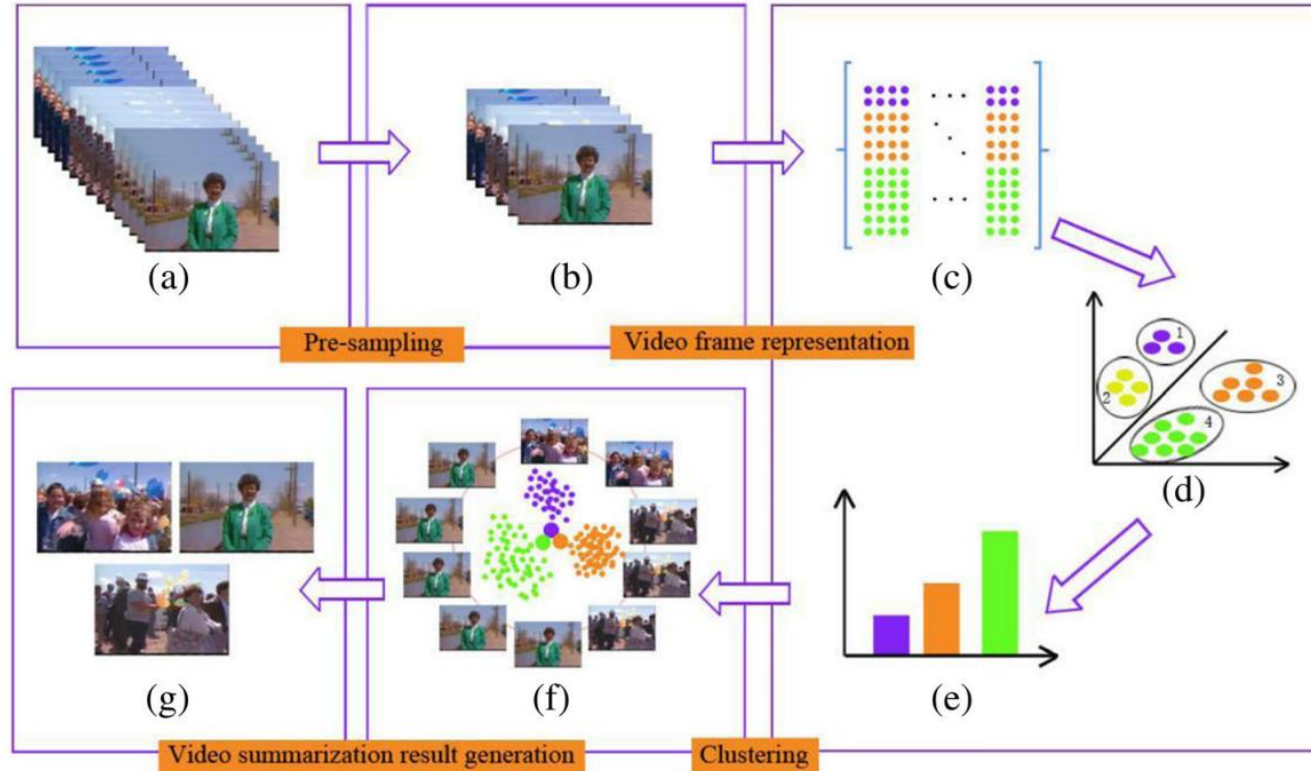 (a)
(b)
(c)
Pre-sampling
Video frame representation
1
2
3
4
(d)
(e)
(f)
(g)
Video summarization result generation
Clustering